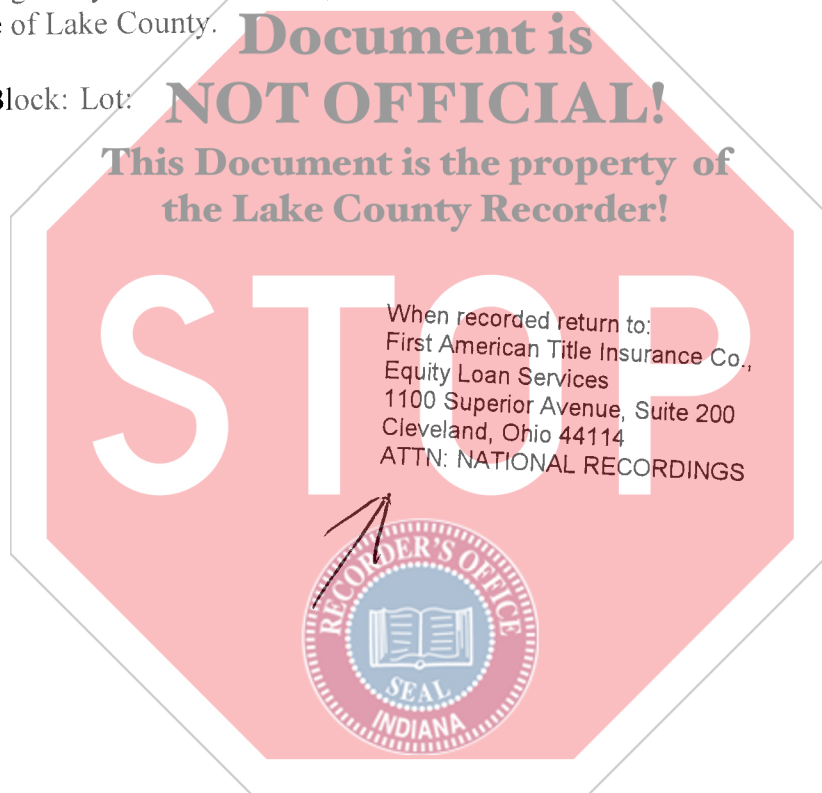 e of Lake County.
Document is
Block: Lot:
NOT OFFICIAL!
This Document is the property of
the Lake County Recorder!
STOP
When recorded return to:
First American Title Insurance Co.,
Equity Loan Services
1100 Superior Avenue, Suite 200
Cleveland, Ohio 44114
ATTN: NATIONAL RECORDINGS
RECORDER'S OFFICE
SEAL
INDIANA